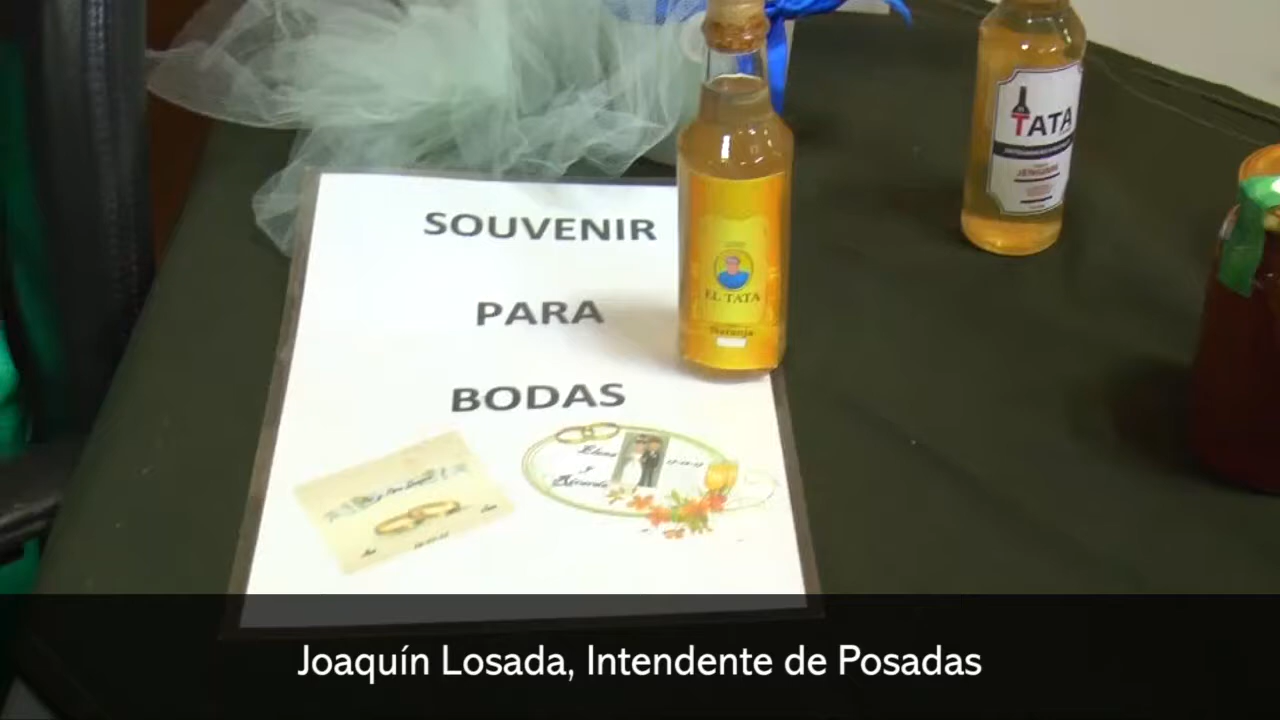 SOUVENIR
PARA
BODAS
EL TATA
Naranja
TATA
Joaquín Losada, Intendente de Posadas